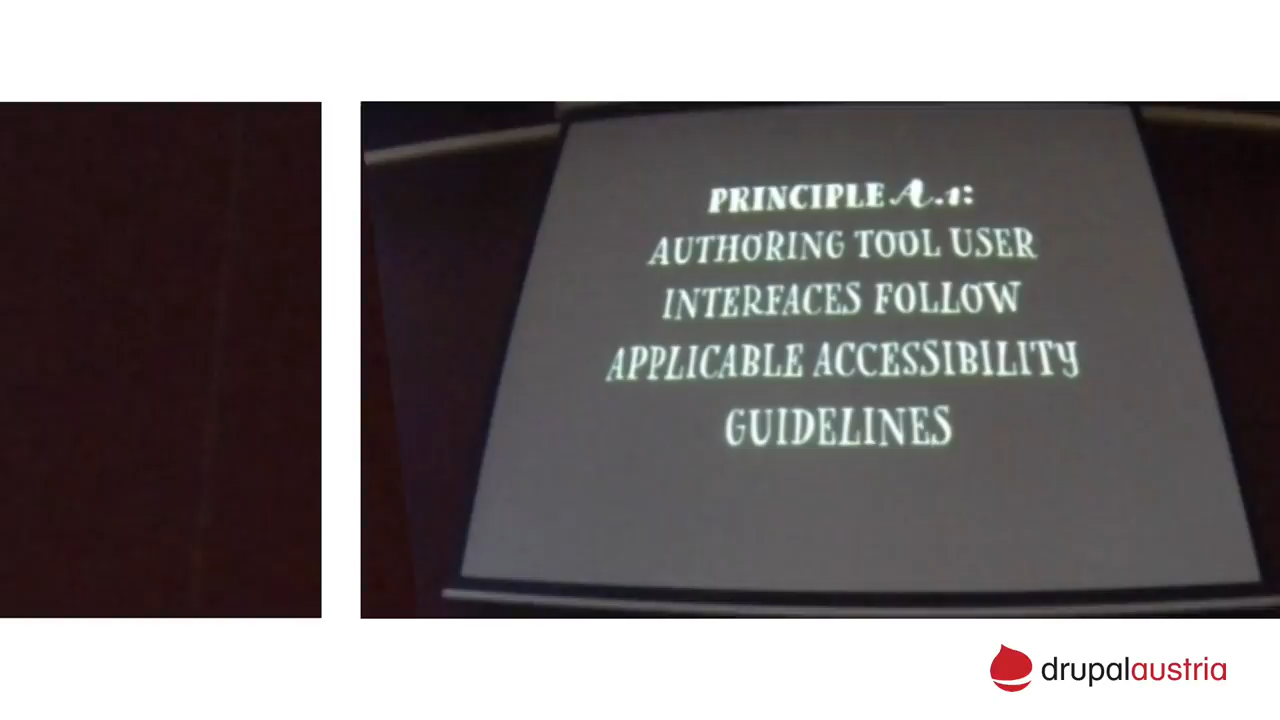 PRINCIPLE A.1:
AUTHORING TOOL USER
INTERFACES FOLLOW
APPLICABLE ACCESSIBILITY
GUIDELINES
drupalaustria